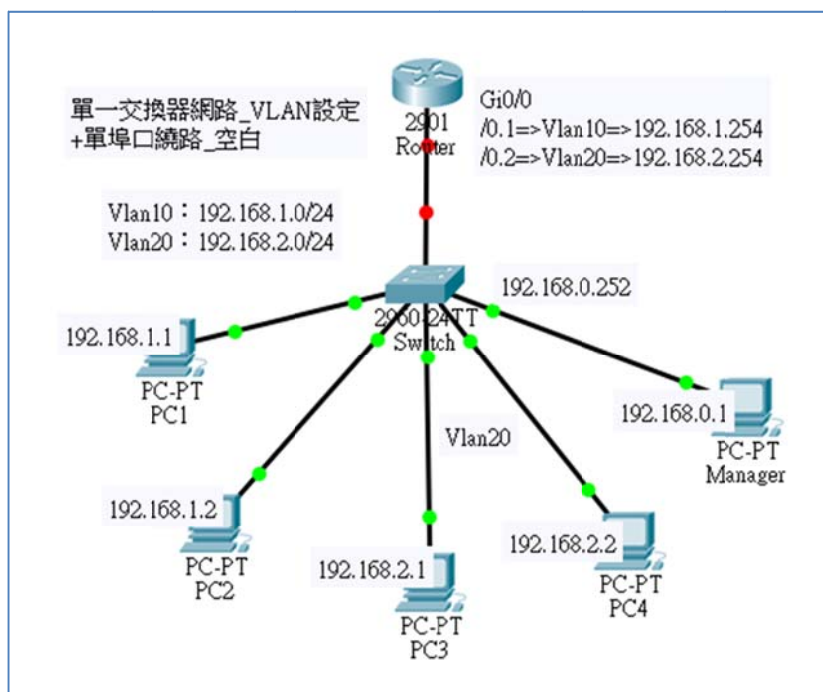 單一交換器網路_VLAN設定
+單埠口繞路_空白
2901
Router
Gi0/0
/0.1=>Vlan10=>192.168.1.254
/0.2=>Vlan20=>192.168.2.254
Vlan10：192.168.1.0/24
Vlan20：192.168.2.0/24
192.168.0.252
2960-24TT
Switch
192.168.1.1
PC-PT
PC1
192.168.0.1
PC-PT
Manager
Vlan20
192.168.1.2
PC-PT
PC2
192.168.2.1
PC-PT
PC3
192.168.2.2
PC-PT
PC4